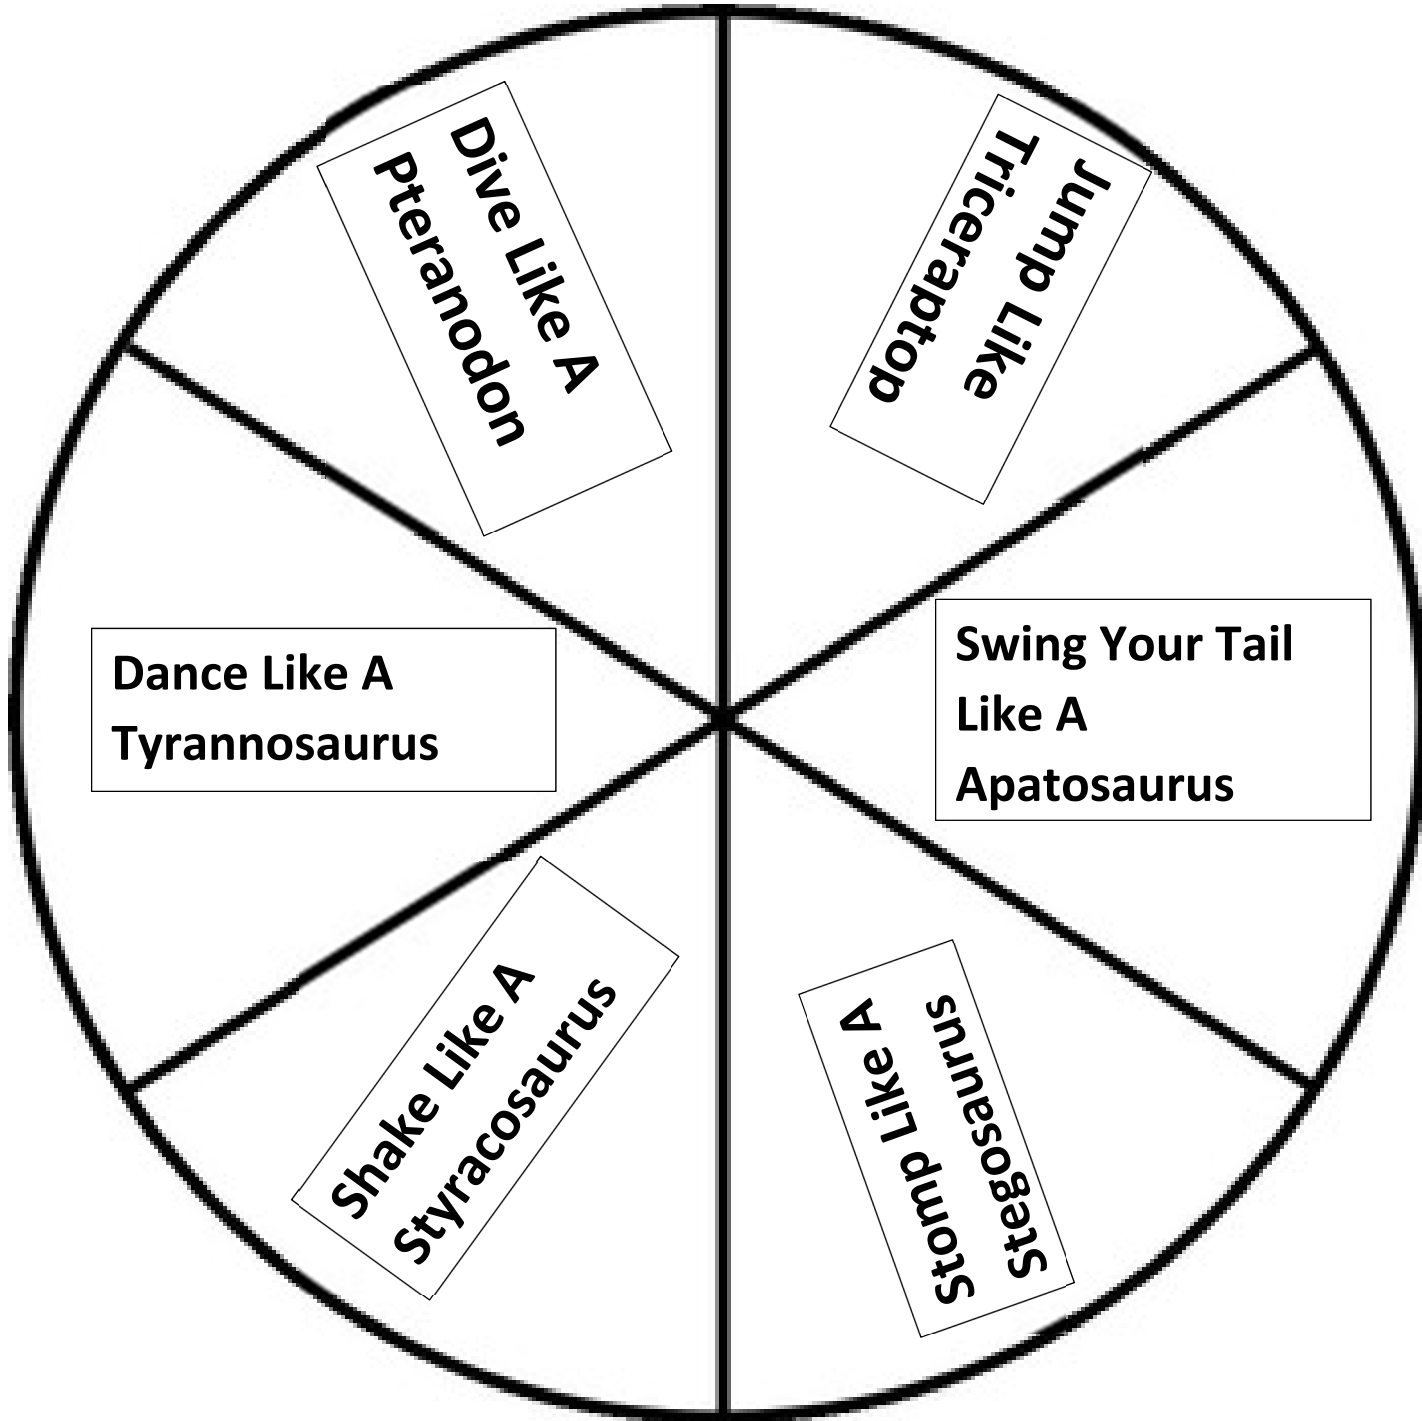 Dive Like A
Pteranodon
Jump Like
Triceraptop
Dance Like A
Tyrannosaurus
Swing Your Tail
Like A
Apatosaurus
Shake Like A
Styracosaurus
Stomp Like A
Stegosaurus